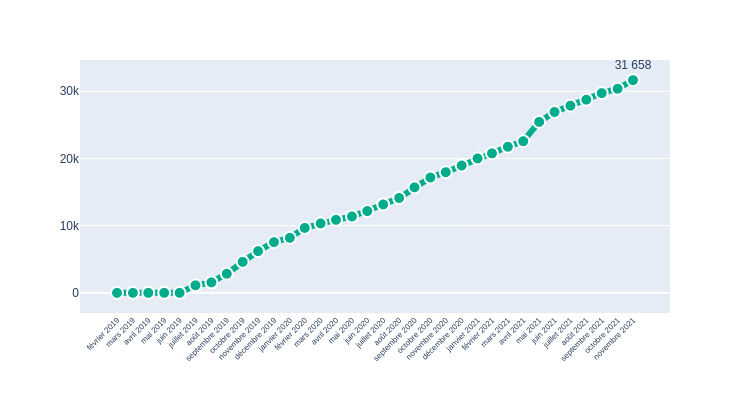 31 658
30k
20k
10k
0
février 2019
mars 2019
avril 2019
mai 2019
juin 2019
juillet 2019
août 2019
septembre 2019
octobre 2019
novembre 2019
décembre 2019
janvier 2020
février 2020
mars 2020
avril 2020
mai 2020
juin 2020
juillet 2020
août 2020
septembre 2020
octobre 2020
novembre 2020
décembre 2020
janvier 2021
février 2021
mars 2021
avril 2021
mai 2021
juin 2021
juillet 2021
août 2021
septembre 2021
octobre 2021
novembre 2021